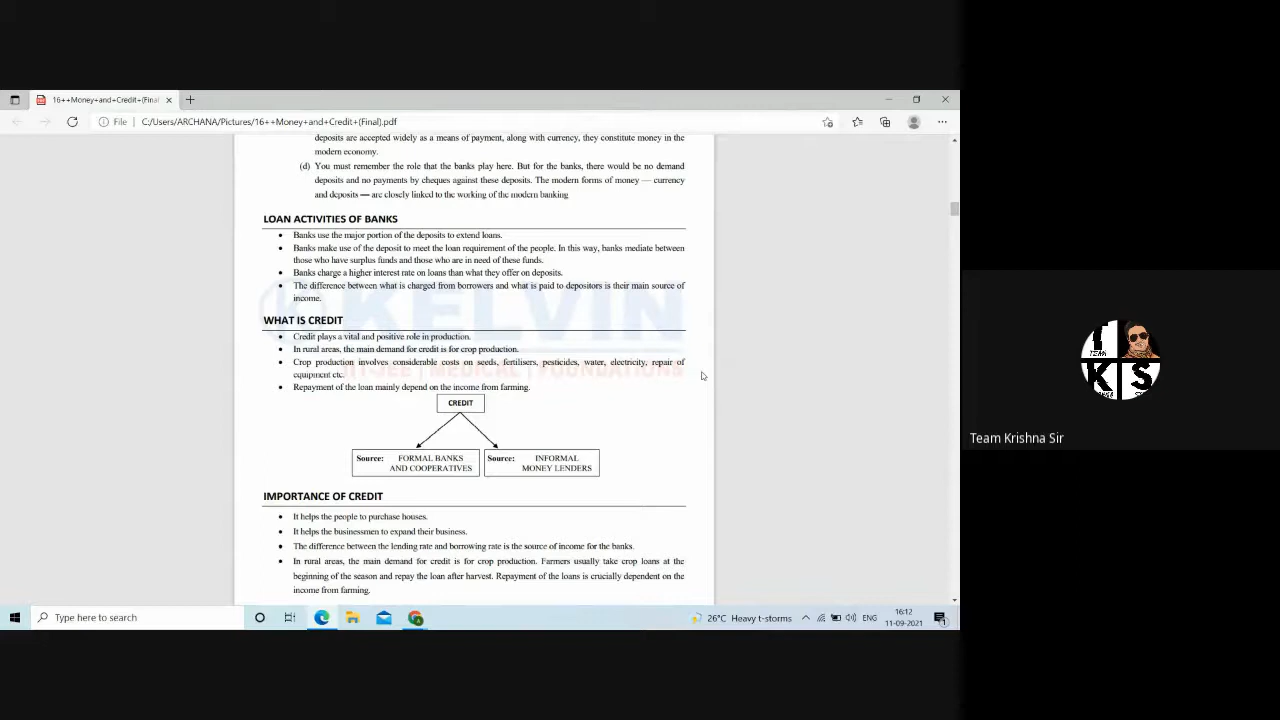 16++Money+and+Credit+(Final
File C:/Users/ARCHANA/Pictures/16++Money+and+Credit+(Final).pdf
deposits are accepted widely as a means of payment, along with currency, they constitute money in the
modern economy.
(d) You must remember the role that the banks play here. But for the banks, there would be no demand
deposits and no payments by cheques against these deposits. The modern forms of money — currency
and deposits — are closely linked to the working of the modern banking
LOAN ACTIVITIES OF BANKS
• Banks use the major portion of the deposits to extend loans.
• Banks make use of the deposit to meet the loan requirement of the people. In this way, banks mediate between
those who have surplus funds and those who are in need of these funds.
• Banks charge a higher interest rate on loans than what they offer on deposits.
• The difference between what is charged from borrowers and what is paid to depositors is their main source of
income.
KELVIN
WHAT IS CREDIT
• Credit plays a vital and positive role in production.
• In rural areas, the main demand for credit is for crop production.
• Crop production involves considerable costs on seeds, fertilisers, pesticides, water, electricity, repair of
equipment etc.
IIT-JEE | MEDICAL | FOUNDATIONS
• Repayment of the loan mainly depend on the income from farming.
CREDIT
Source: FORMAL BANKS
AND COOPERATIVES
Source: INFORMAL
MONEY LENDERS
IMPORTANCE OF CREDIT
• It helps the people to purchase houses.
• It helps the businessmen to expand their business.
• The difference between the lending rate and borrowing rate is the source of income for the banks.
• In rural areas, the main demand for credit is for crop production. Farmers usually take crop loans at the
beginning of the season and repay the loan after harvest. Repayment of the loans is crucially dependent on the
income from farming.
Type here to search
26°C Heavy t-storms
ENG
16:12
11-09-2021
TEAM
K S
Team Krishna Sir